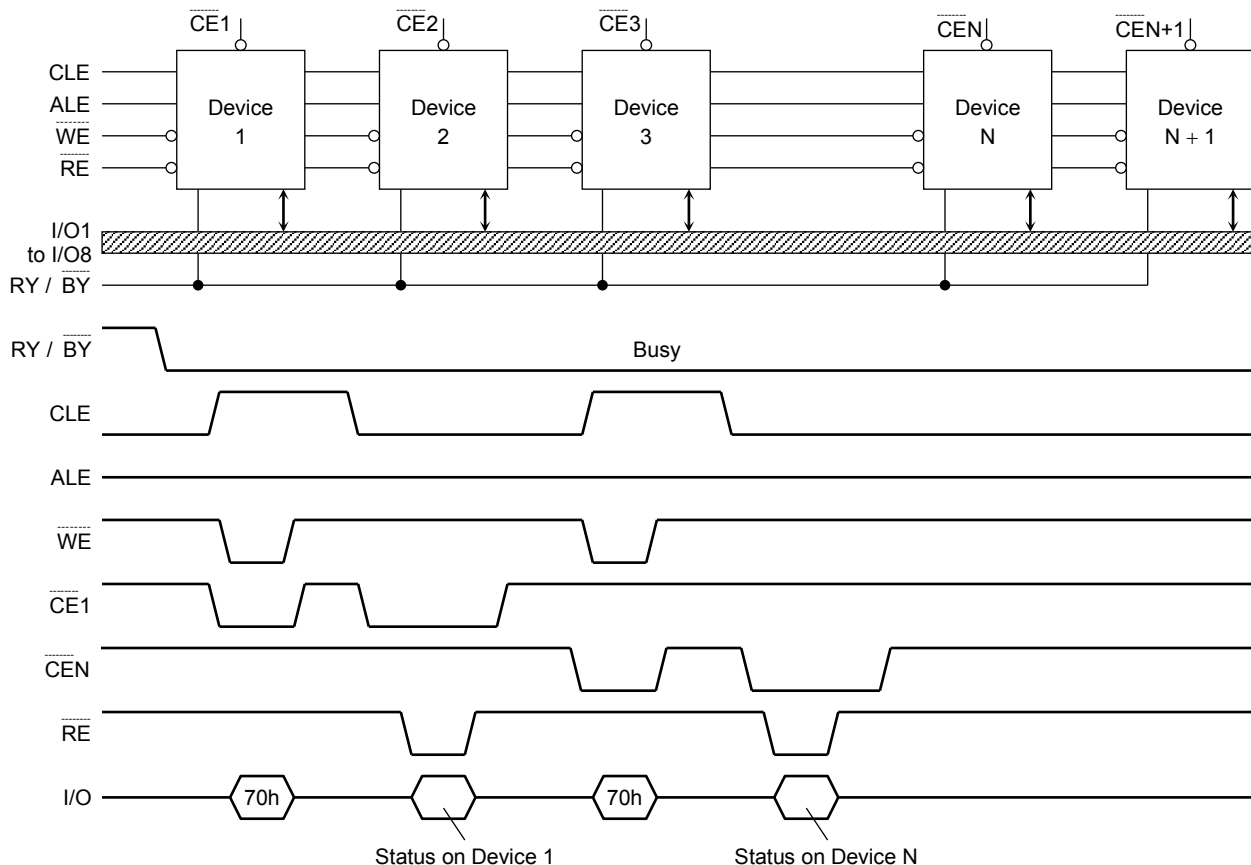 CE1 CE2 CE3 CEN CEN+1
CLE
ALE
WE
RE
Device
1
Device
2
Device
3
Device
N
Device
N + 1
I/O1
to I/O8
RY / BY
RY / BY
Busy
CLE
ALE
WE
CE1
CEN
RE
I/O
70h
70h
Status on Device 1
Status on Device N